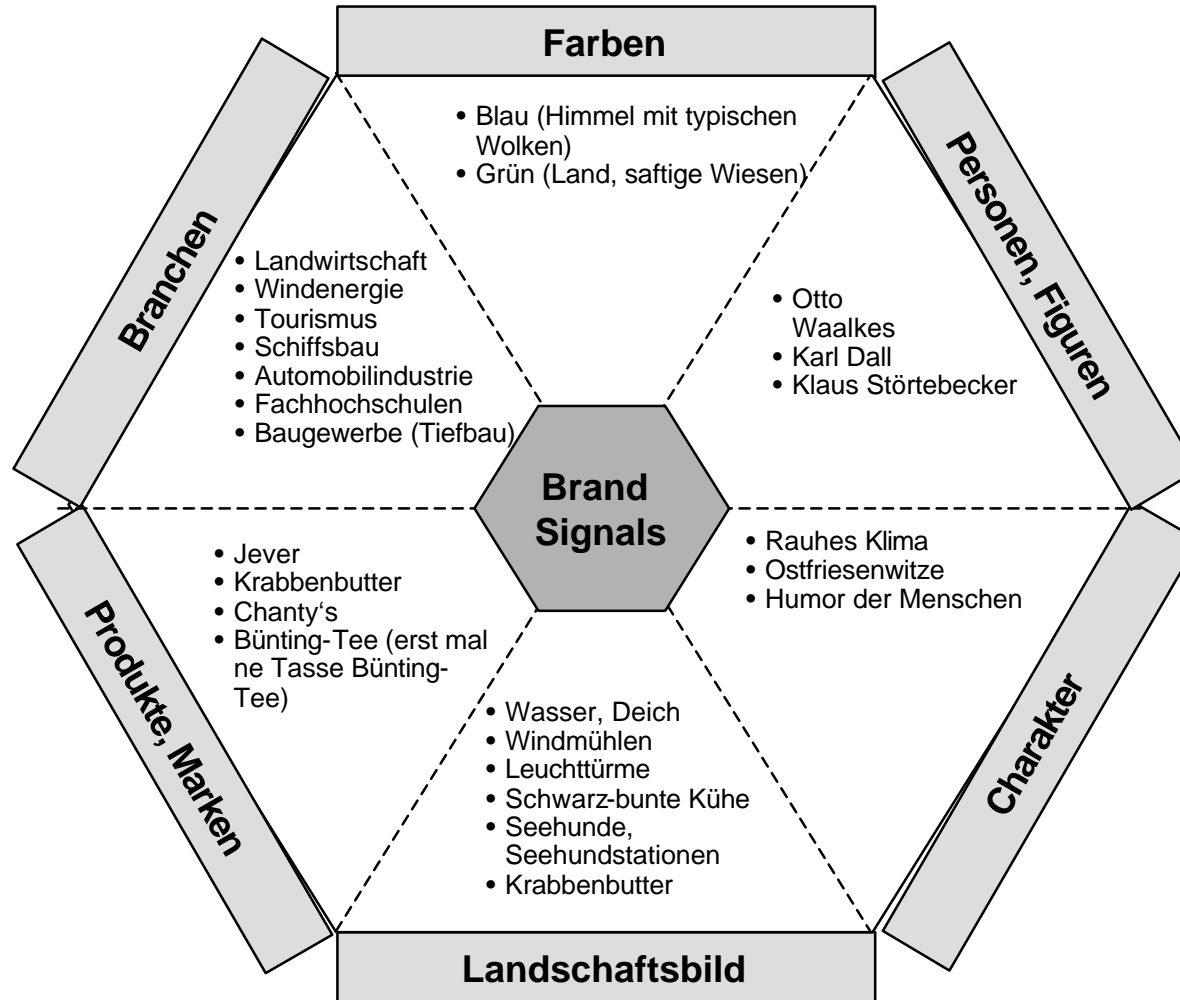 Farben
• Blau (Himmel mit typischen
Wolken)
• Grün (Land, saftige Wiesen)
Personen, Figuren
• Otto
Waalkes
• Karl Dall
• Klaus Störtebecker
Charakter
• Rauhes Klima
• Ostfriesenwitze
• Humor der Menschen
Landschaftsbild
• Wasser, Deich
• Windmühlen
• Leuchttürme
• Schwarz-bunte Kühe
• Seehunde,
Seehundstationen
• Krabbenbutter
Produkte, Marken
• Jever
• Krabbenbutter
• Chanty‘s
• Bünting-Tee (erst mal
ne Tasse Bünting-
Tee)
Branchen
• Landwirtschaft
• Windenergie
• Tourismus
• Schiffsbau
• Automobilindustrie
• Fachhochschulen
• Baugewerbe (Tiefbau)
Brand
Signals